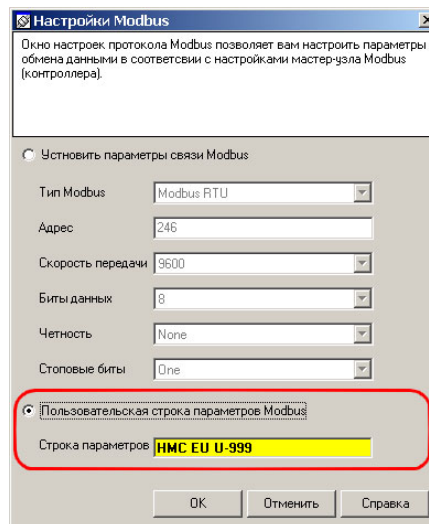 Настройки Modbus
Окно настроек протокола Modbus позволяет вам настроить параметры
обмена данными в соответсвии с настройками мастер-узла Modbus
(контроллера).
Устновить параметры связи Modbus
Тип Modbus Modbus RTU
Адрес 246
Скорость передачи 9600
Биты данных 8
Четность None
Стоповые биты One
Пользовательская строка параметров Modbus
Строка параметров HMC EU U-999
OK Отменить Справка